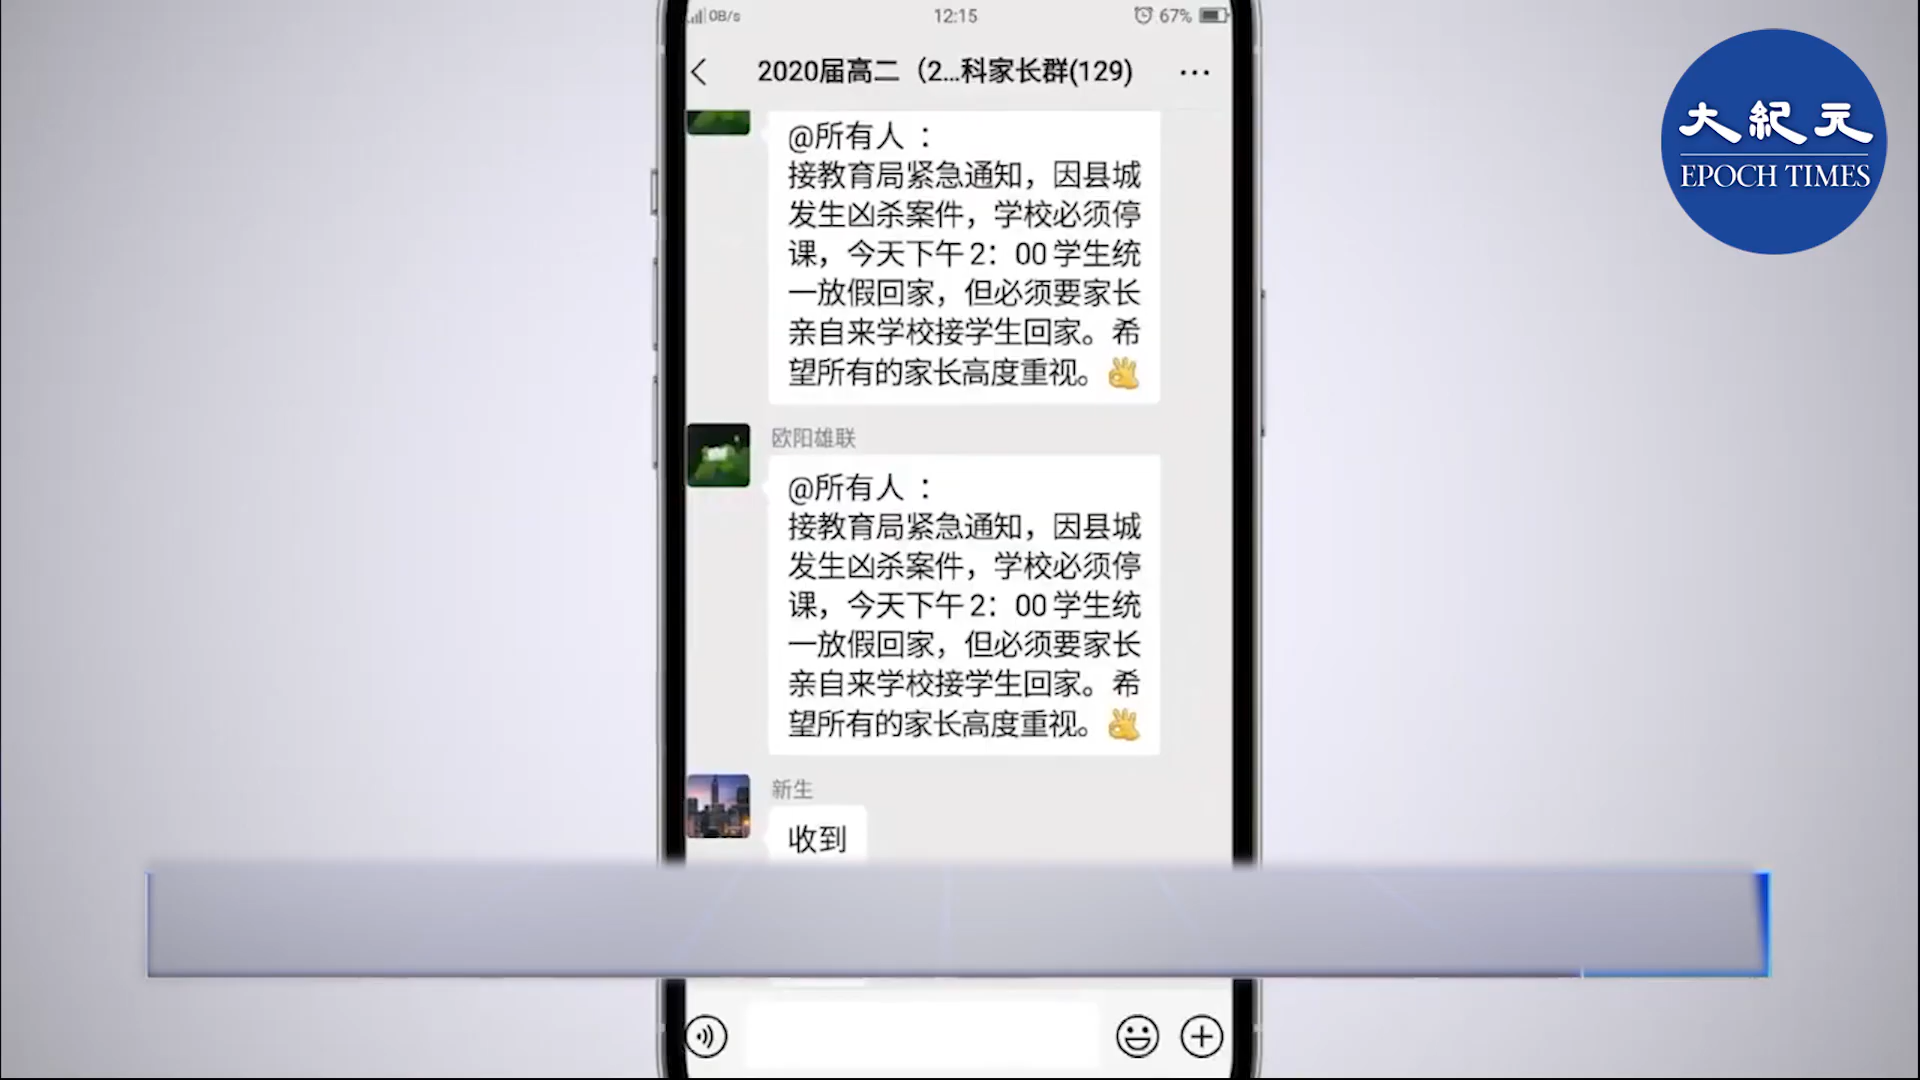 0B/s
12:15
67%
2020届高二（2...科家长群(129)
大紀元
EPOCH TIMES
@所有人 ：
接教育局紧急通知，因县城
发生凶杀案件，学校必须停
课，今天下午 2：00 学生统
一放假回家，但必须要家长
亲自来学校接学生回家。希
望所有的家长高度重视。👌
欧阳雄联
@所有人 ：
接教育局紧急通知，因县城
发生凶杀案件，学校必须停
课，今天下午 2：00 学生统
一放假回家，但必须要家长
亲自来学校接学生回家。希
望所有的家长高度重视。👌
新生
收到